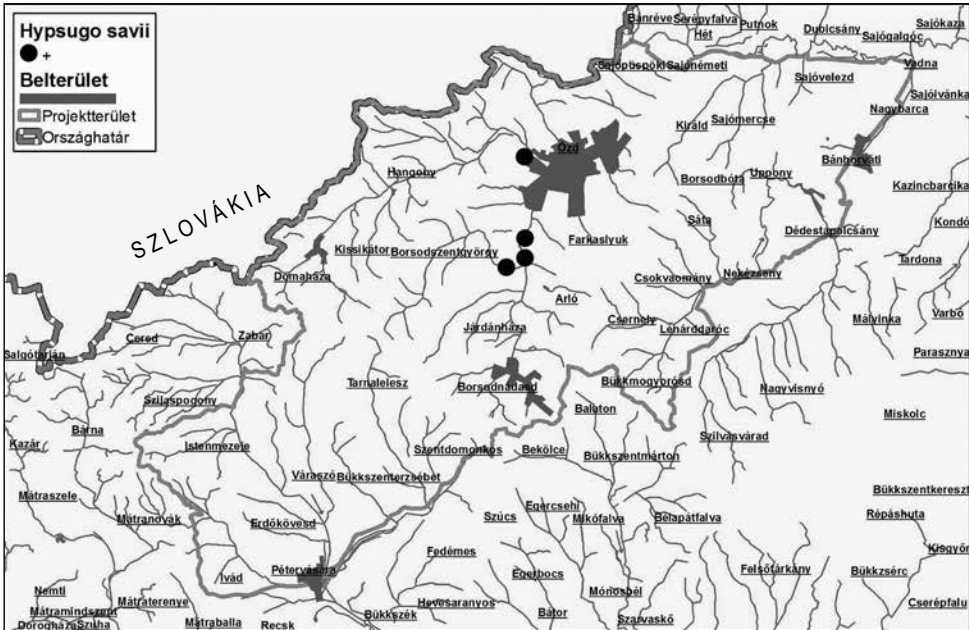 Hypsugo savii
+
Belterület
Projektterület
Országhatár
SZLOVÁKIA
Bánréve
Serényfalva
Putnok
Hét
Dubicsány
Sajókaza
Sajógalgóc
Sajópüspöki
Sajónémeti
Vadna
Sajóvelezd
Sajóivánka
Nagybarca
Sajómercse
Királd
Ózd
Bánhorváti
Hangony
Uppony
Borsodbóta
Kazincbarcika
Sáta
Kondó
Farkaslyuk
Dédestapolcsány
Kissikátor
Borsodszentgyörgy
Tardona
Domaháza
Csokvaomány
Nekézseny
Arló
Csernely
Mályinka
Varbó
Járdánháza
Lénárddaróc
Cered
Zabar
Salgótarján
Parasznya
Tarnalelesz
Borsodnádasd
Bükkmogyorósd
Nagyvisnyó
Szilaspogony
Balaton
Miskolc
Bárna
Szilvásvárad
Kazár
Istenmezeje
Szentdomonkos
Bekölce
Bükkszentmárton
Váraszó
Bükkszenterzsébet
Mátraszele
Bükkszentkereszt
Egercsehi
Szúcs
Mikófalva
Bélapátfalva
Répáshuta
Mátranovák
Erdőkövesd
Fedémes
Kisgyőr
Ivád
Pétervására
Egerbocs
Felsőtárkány
Bükkzsérc
Nemti
Mónosbél
Mátraterenye
Hevesaranyos
Cserépfalu
Mátramindszent
Bükkszék
Bátor
Szarvaskő
Dorogháza
Szuha
Mátraballa
Recsk